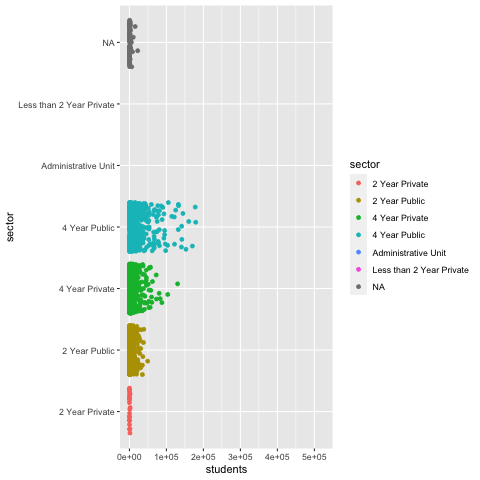 NA
Less than 2 Year Private
Administrative Unit
4 Year Public
4 Year Private
2 Year Public
2 Year Private
sector
0e+00 1e+05 2e+05 3e+05 4e+05 5e+05
students
sector
2 Year Private
2 Year Public
4 Year Private
4 Year Public
Administrative Unit
Less than 2 Year Private
NA